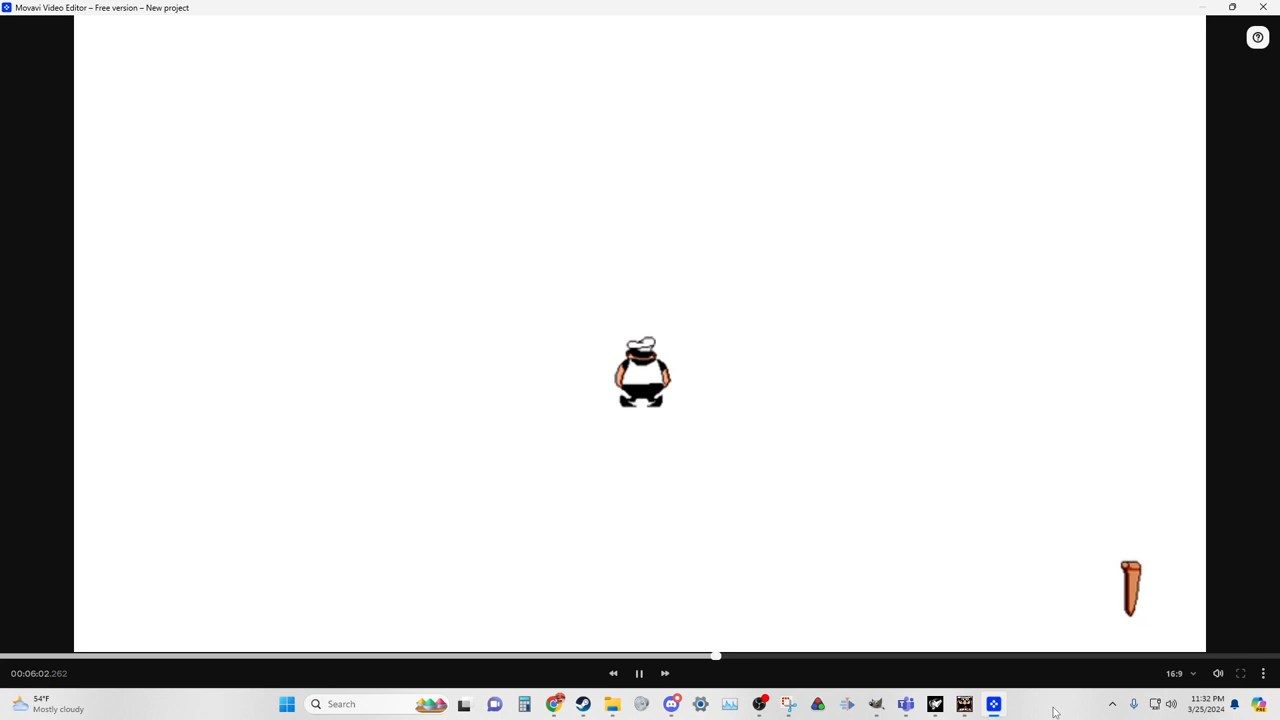 Movavi Video Editor – Free version – New project
00:06:02.262
16:9
54°F
Mostly cloudy
Search
11:32 PM
3/25/2024